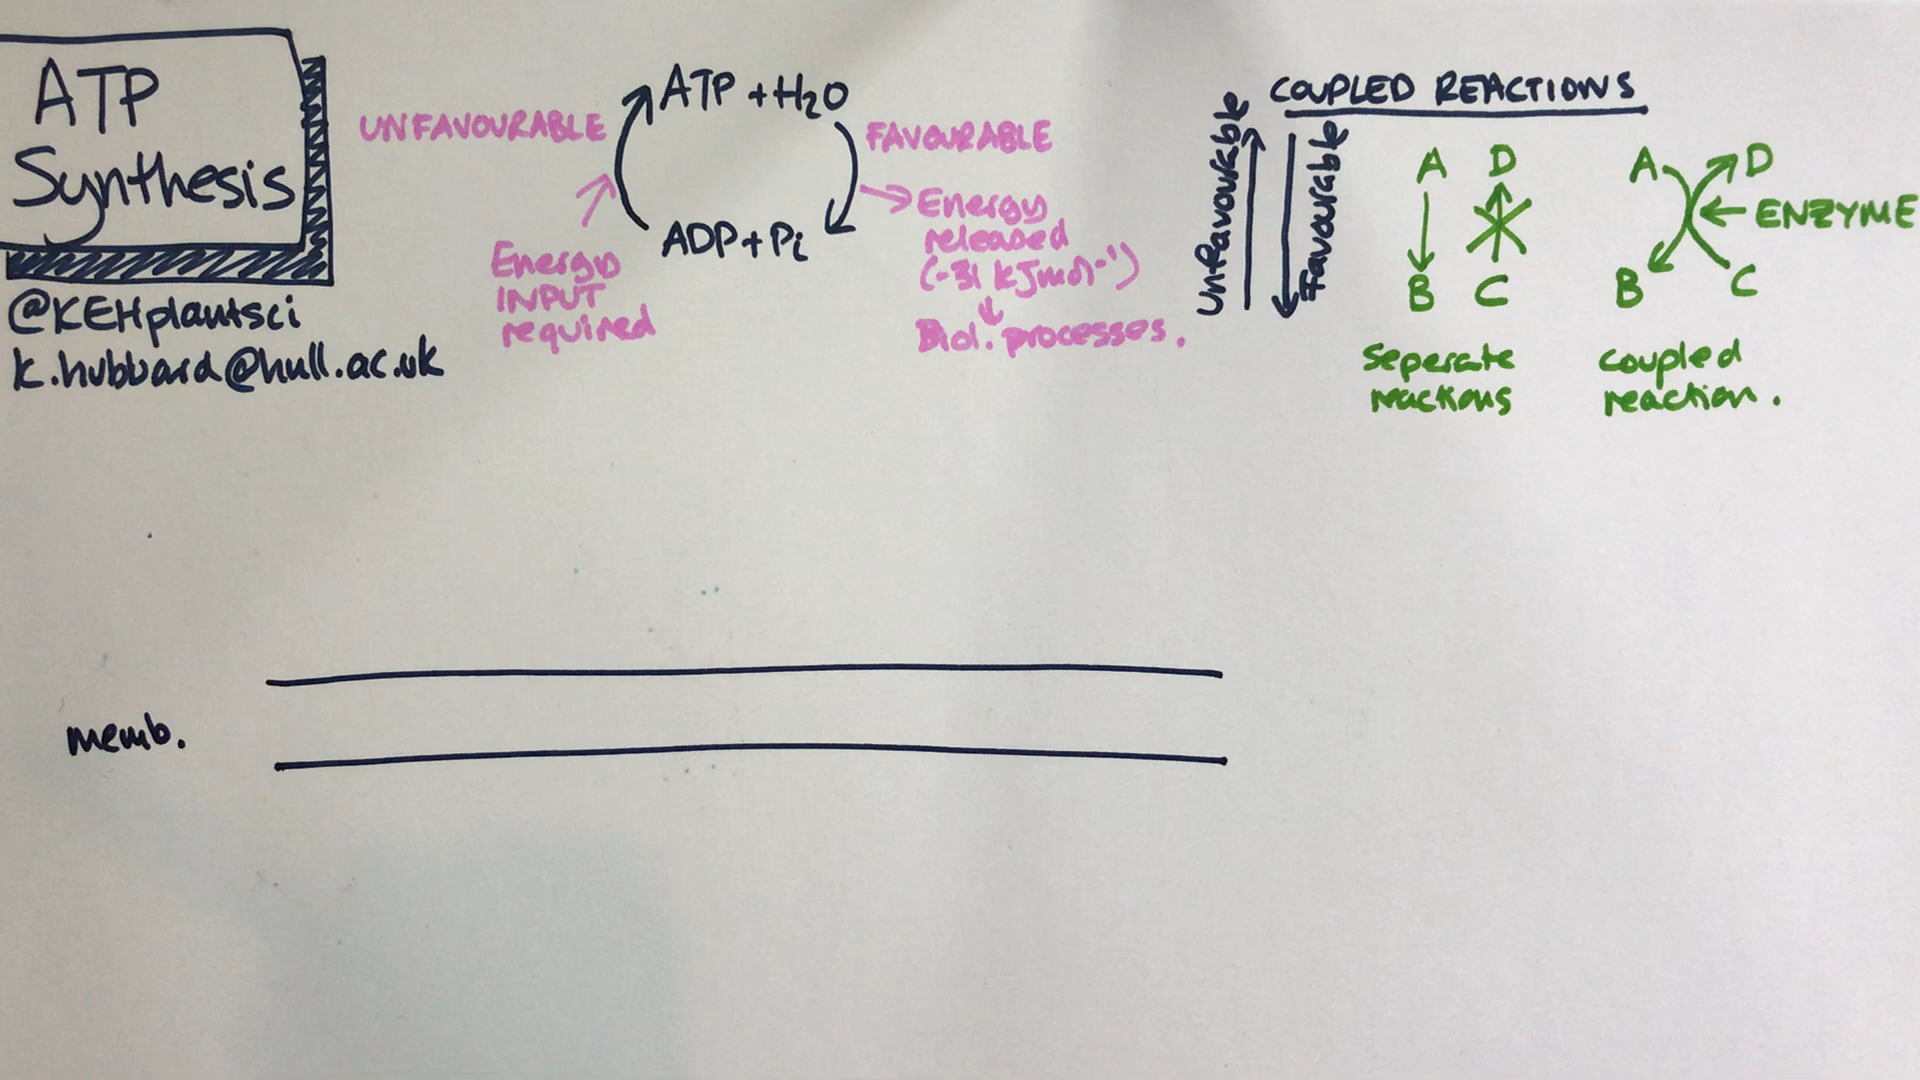 ATP
Synthesis
@KEHplantsci
k.hubbard@hull.ac.uk
UNFAVOURABLE
ATP + H₂O
FAVOURABLE
Energy
INPUT
required
ADP + Pi
Energy
released
(-31 kJmol⁻¹)
Biol. processes.
COUPLED REACTIONS
Unfavourable
Favourable
A D
B C
Seperate
reactions
A D
ENZYME
B C
coupled
reaction.
memb.